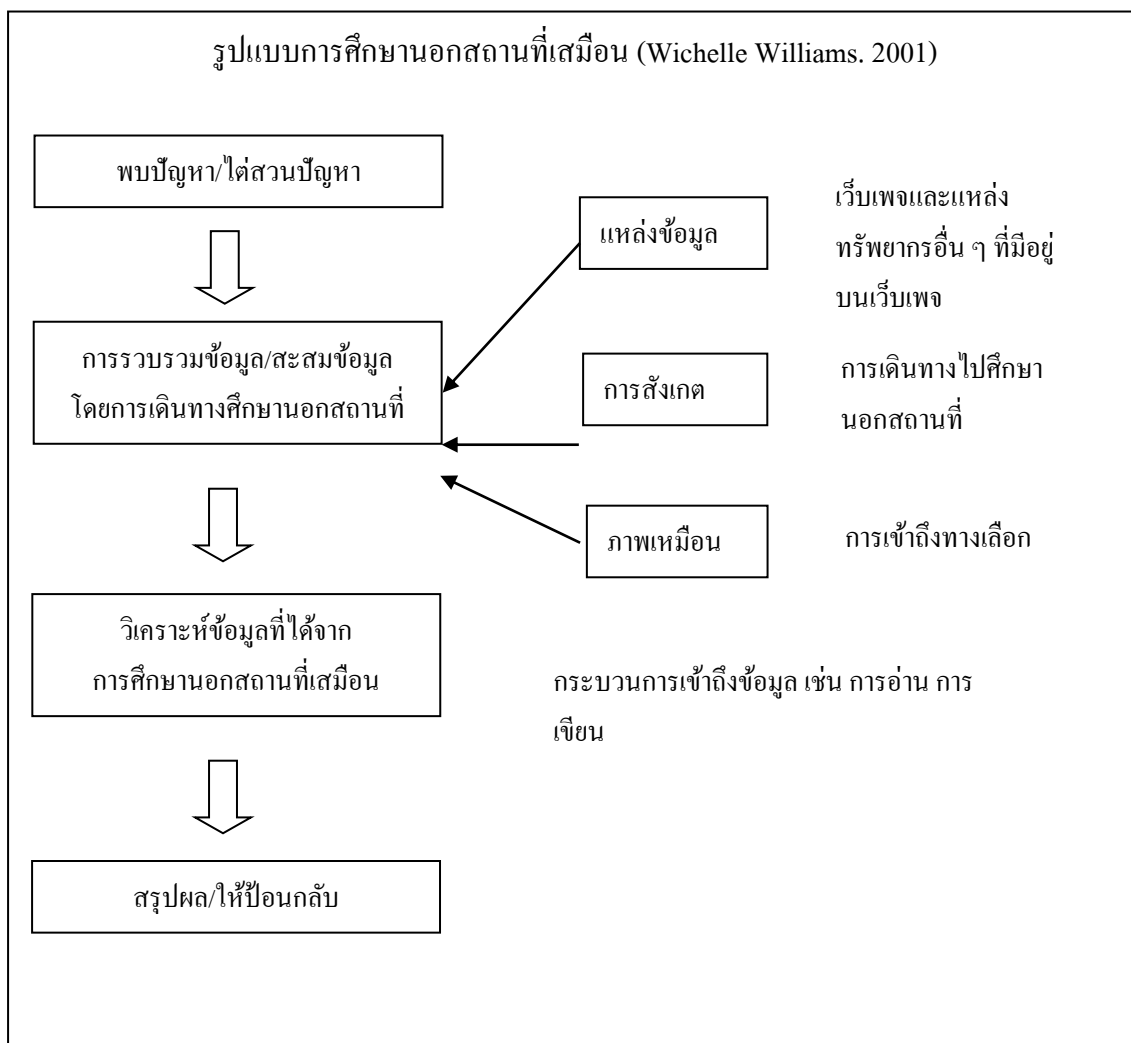 รูปแบบการศึกษานอกสถานที่เสมือน (Wichelle Williams. 2001)
พบปัญหา/ไต่สวนปัญหา
แหล่งข้อมูล
เว็บเพจและแหล่ง
ทรัพยากรอื่น ๆ ที่มีอยู่
บนเว็บเพจ
การรวบรวมข้อมูล/สะสมข้อมูล
โดยการเดินทางศึกษานอกสถานที่
การสังเกต
การเดินทางไปศึกษา
นอกสถานที่
ภาพเหมือน
การเข้าถึงทางเลือก
วิเคราะห์ข้อมูลที่ได้จาก
การศึกษานอกสถานที่เสมือน
กระบวนการเข้าถึงข้อมูล เช่น การอ่าน การ
เขียน
สรุปผล/ให้ป้อนกลับ